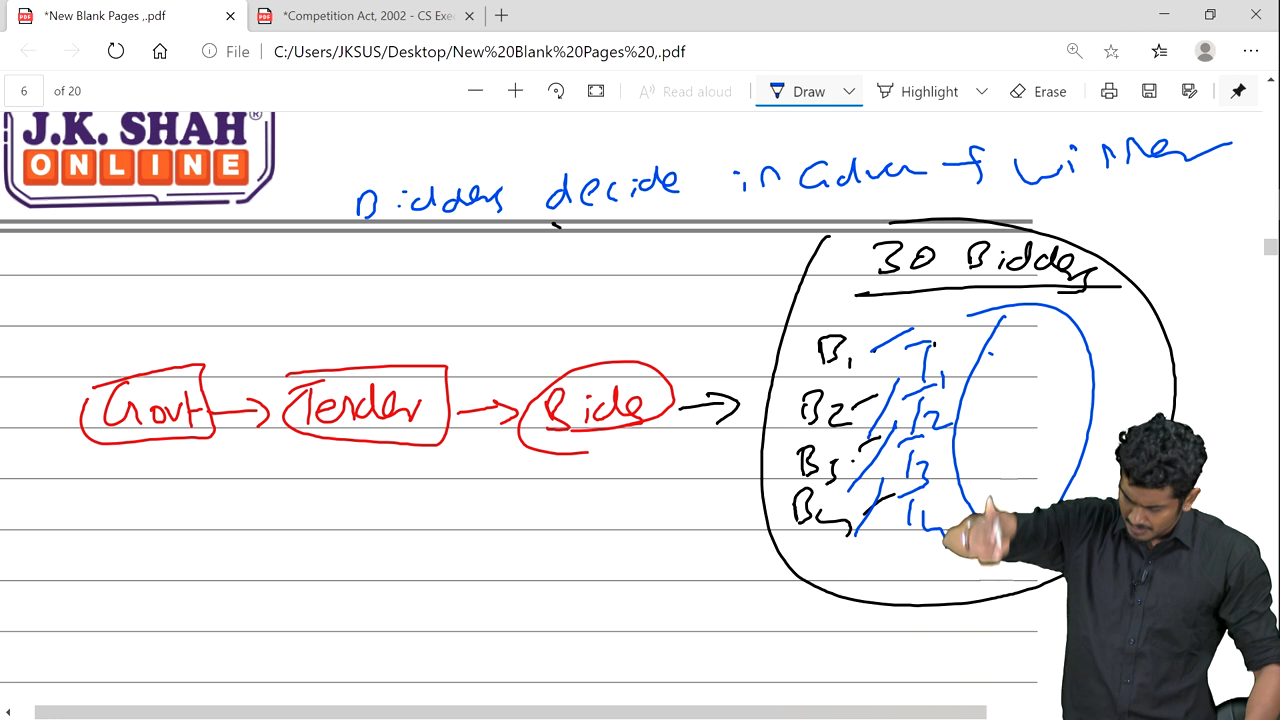 *New Blank Pages ,.pdf
*Competition Act, 2002 - CS Exe
File C:/Users/JKSUS/Desktop/New%20Blank%20Pages%20,.pdf
6 of 20
Read aloud
Draw
Highlight
Erase
J.K. SHAH®
ONLINE
Bidders decide in advan of winner
30 Bidders
B1 T1
Govt Tender Bids B2 T2
B3 T3
B4 T4